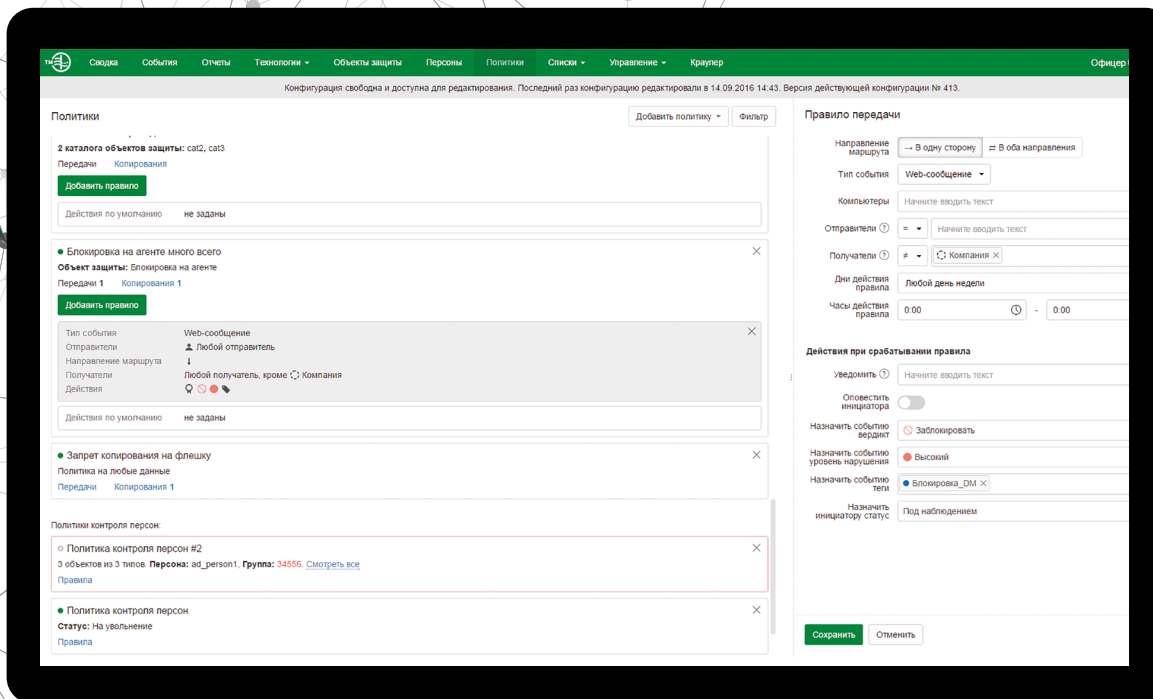 ТМ
Сводка События Отчеты Технологии Объекты защиты Персоны Политики Списки Управление Краулер Офицер
Конфигурация свободна и доступна для редактирования. Последний раз конфигурацию редактировали в 14.09.2016 14:43. Версия действующей конфигурации № 413.
Политики
Добавить политику Фильтр
2 каталога объектов защиты: cat2, cat3
Передачи Копирования
Добавить правило
Действия по умолчанию не заданы
Блокировка на агенте много всего
Объект защиты: Блокировка на агенте
Передачи 1 Копирования 1
Добавить правило
Тип события Web-сообщение
Отправители Любой отправитель
Направление маршрута ↓
Получатели Любой получатель, кроме Компания
Действия
Действия по умолчанию не заданы
Запрет копирования на флешку
Политика на любые данные
Передачи Копирования 1
Политики контроля персон:
Политика контроля персон #2
3 объектов из 3 типов. Персона: ad_person1, Группа: 34556. Смотреть все
Правила
Политика контроля персон
Статус: На увольнение
Правила
Правило передачи
Направление
маршрута
→ В одну сторону ⇄ В оба направления
Тип события Web-сообщение
Компьютеры Начните вводить текст
Отправители ? = Начните вводить текст
Получатели ? ≠ Компания ×
Дни действия
правила
Любой день недели
Часы действия
правила
0:00 - 0:00
Действия при срабатывании правила
Уведомить ? Начните вводить текст
Оповестить
инициатора
Назначить событию
вердикт
Заблокировать
Назначить событию
уровень нарушения
Высокий
Назначить событию
теги
Блокировка_DM ×
Назначить
инициатору статус
Под наблюдением
Сохранить Отменить